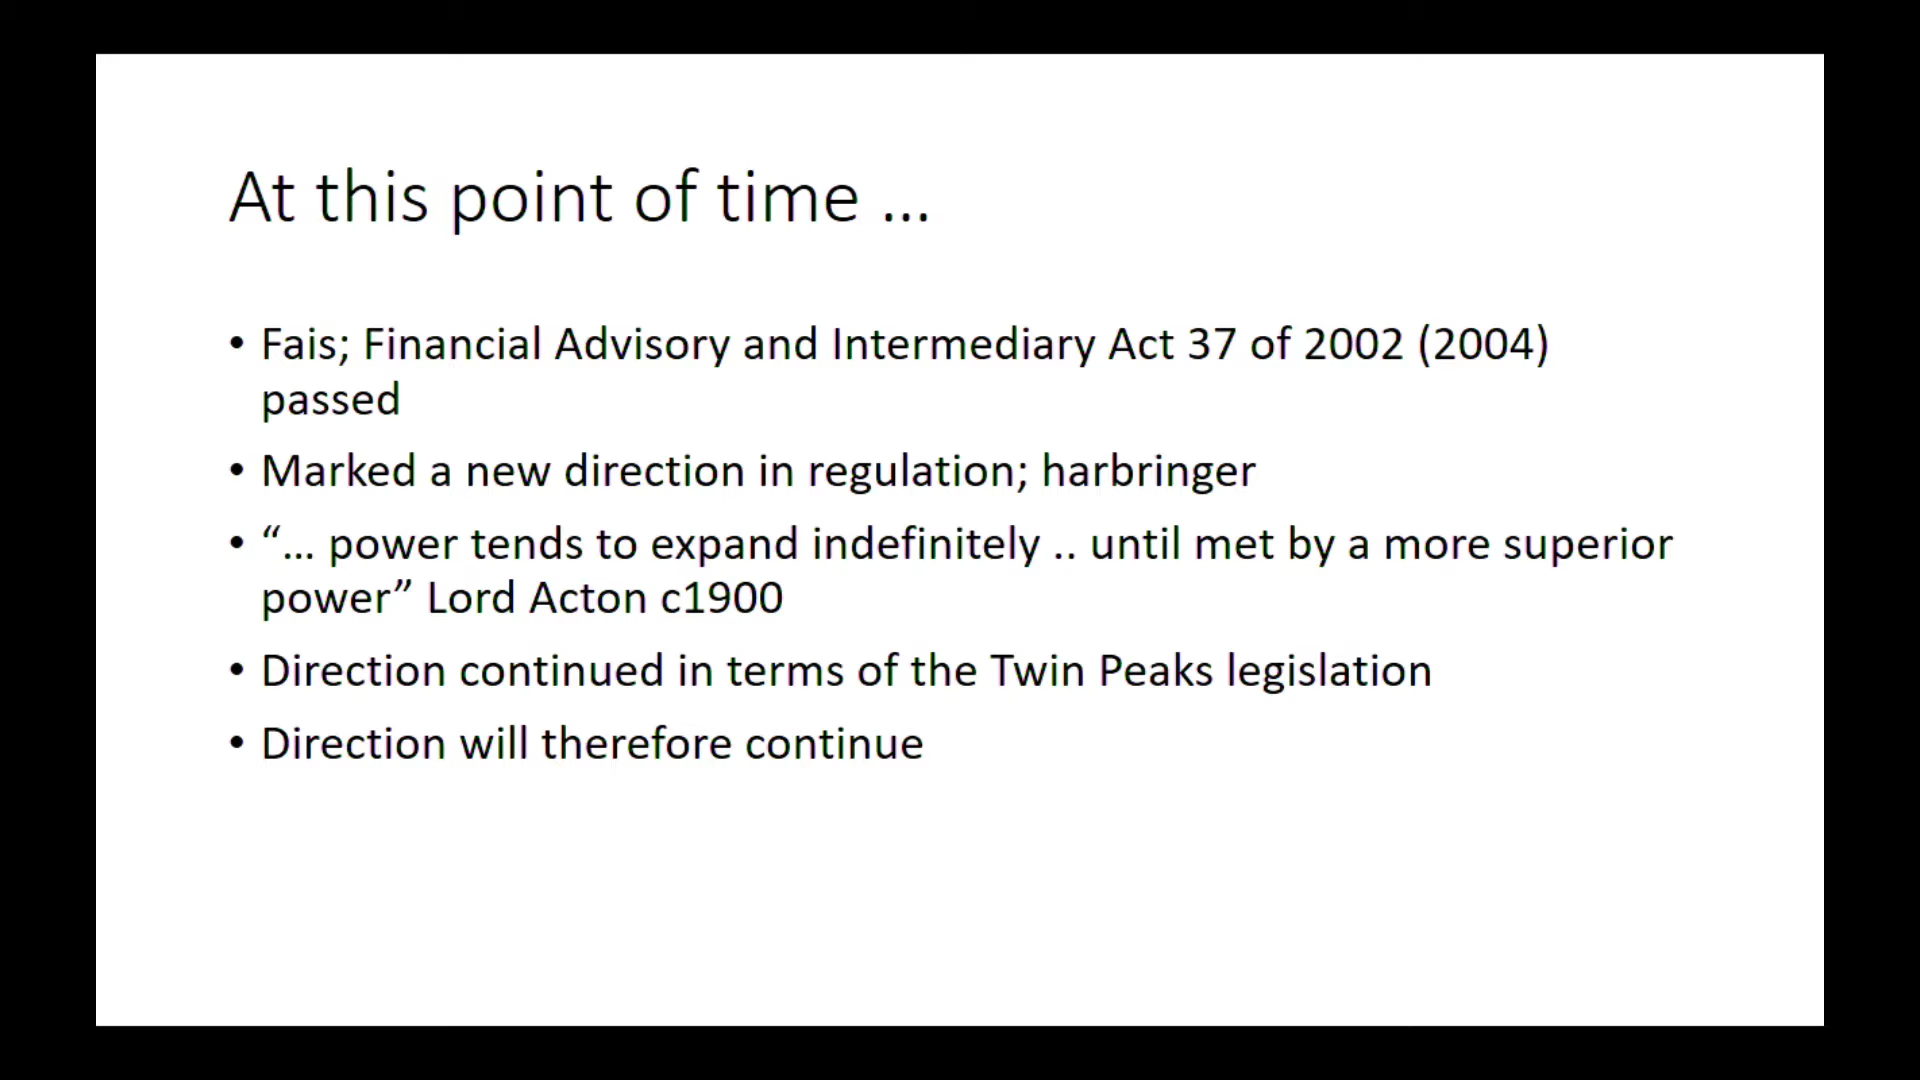 At this point of time ...
• Fais; Financial Advisory and Intermediary Act 37 of 2002 (2004)
passed
• Marked a new direction in regulation; harbringer
• “... power tends to expand indefinitely .. until met by a more superior
power” Lord Acton c1900
• Direction continued in terms of the Twin Peaks legislation
• Direction will therefore continue